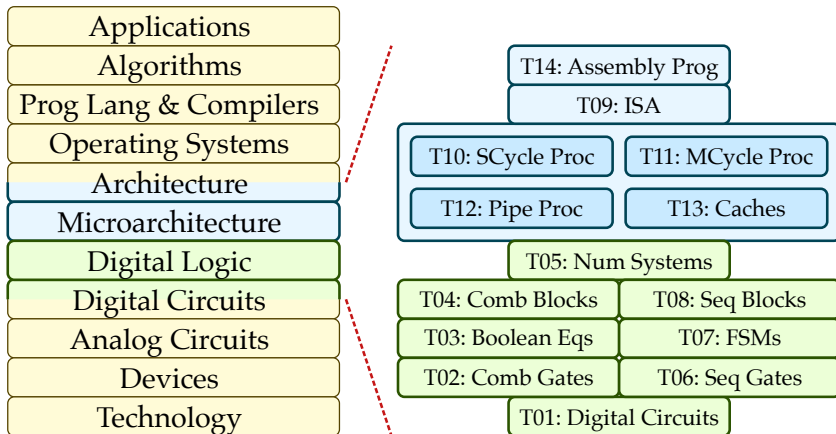 Applications
Algorithms
Prog Lang & Compilers
Operating Systems
Architecture
Microarchitecture
Digital Logic
Digital Circuits
Analog Circuits
Devices
Technology
T14: Assembly Prog
T09: ISA
T10: SCycle Proc
T11: MCycle Proc
T12: Pipe Proc
T13: Caches
T05: Num Systems
T04: Comb Blocks
T08: Seq Blocks
T03: Boolean Eqs
T07: FSMs
T02: Comb Gates
T06: Seq Gates
T01: Digital Circuits